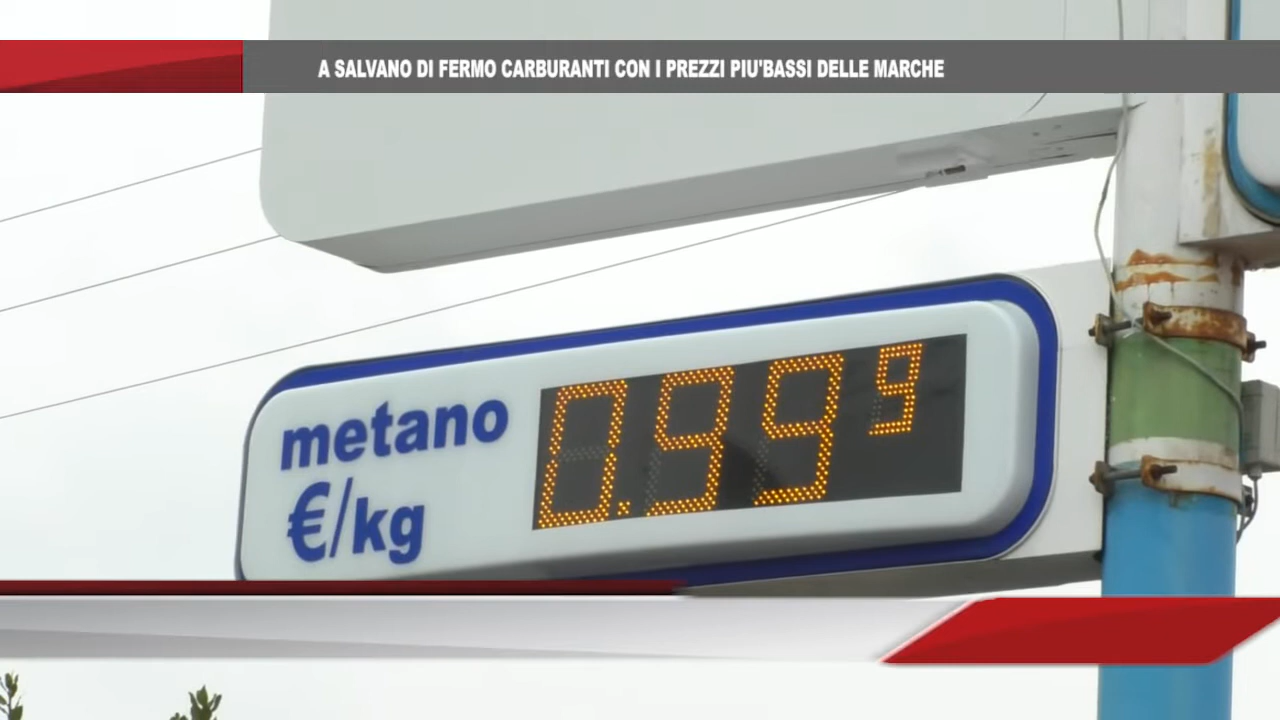 A SALVANO DI FERMO CARBURANTI CON I PREZZI PIU'BASSI DELLE MARCHE
metano
€/kg
0.999